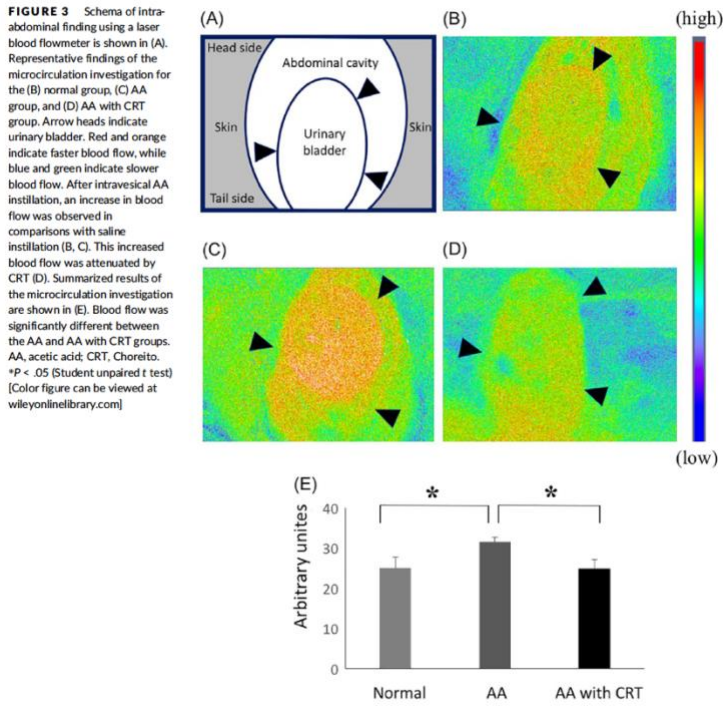 FIGURE 3 Schema of intra-
abdominal finding using a laser
blood flowmeter is shown in (A).
Representative findings of the
microcirculation investigation for
the (B) normal group, (C) AA
group, and (D) AA with CRT
group. Arrow heads indicate
urinary bladder. Red and orange
indicate faster blood flow, while
blue and green indicate slower
blood flow. After intravesical AA
instillation, an increase in blood
flow was observed in
comparisons with saline
instillation (B, C). This increased
blood flow was attenuated by
CRT (D). Summarized results of
the microcirculation investigation
are shown in (E). Blood flow was
significantly different between
the AA and AA with CRT groups.
AA, acetic acid; CRT, Choreito.
*P < .05 (Student unpaired t test)
[Color figure can be viewed at
wileyonlinelibrary.com]
(A)
Head side
Abdominal cavity
Skin
Urinary
bladder
Skin
Tail side
(B)
(high)
(C)
(D)
(low)
(E)
* *
Arbitrary unites
40
30
20
10
0
Normal AA AA with CRT